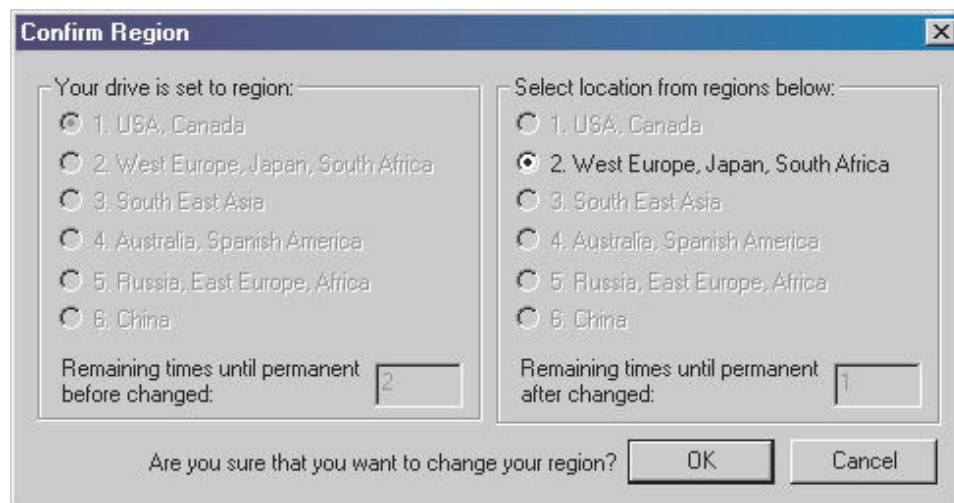 Confirm Region
Your drive is set to region:
1. USA, Canada
2. West Europe, Japan, South Africa
3. South East Asia
4. Australia, Spanish America
5. Russia, East Europe, Africa
6. China
Remaining times until permanent
before changed:
2
Select location from regions below:
1. USA, Canada
2. West Europe, Japan, South Africa
3. South East Asia
4. Australia, Spanish America
5. Russia, East Europe, Africa
6. China
Remaining times until permanent
after changed:
1
Are you sure that you want to change your region?
OK
Cancel